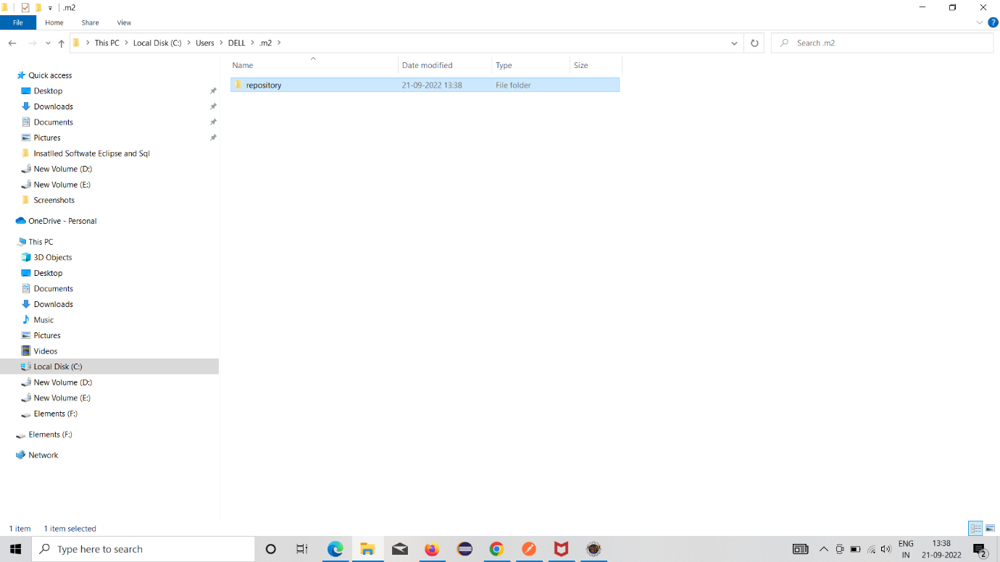 .m2
File Home Share View
This PC Local Disk (C:) Users DELL .m2
Search .m2
Name Date modified Type Size
repository 21-09-2022 13:38 File folder
Quick access
Desktop
Downloads
Documents
Pictures
Insatlled Softwate Eclipse and Sql
New Volume (D:)
New Volume (E:)
Screenshots
OneDrive - Personal
This PC
3D Objects
Desktop
Documents
Downloads
Music
Pictures
Videos
Local Disk (C:)
New Volume (D:)
New Volume (E:)
Elements (F:)
Elements (F:)
Network
1 item 1 item selected
Type here to search
ENG
IN
13:38
21-09-2022
2